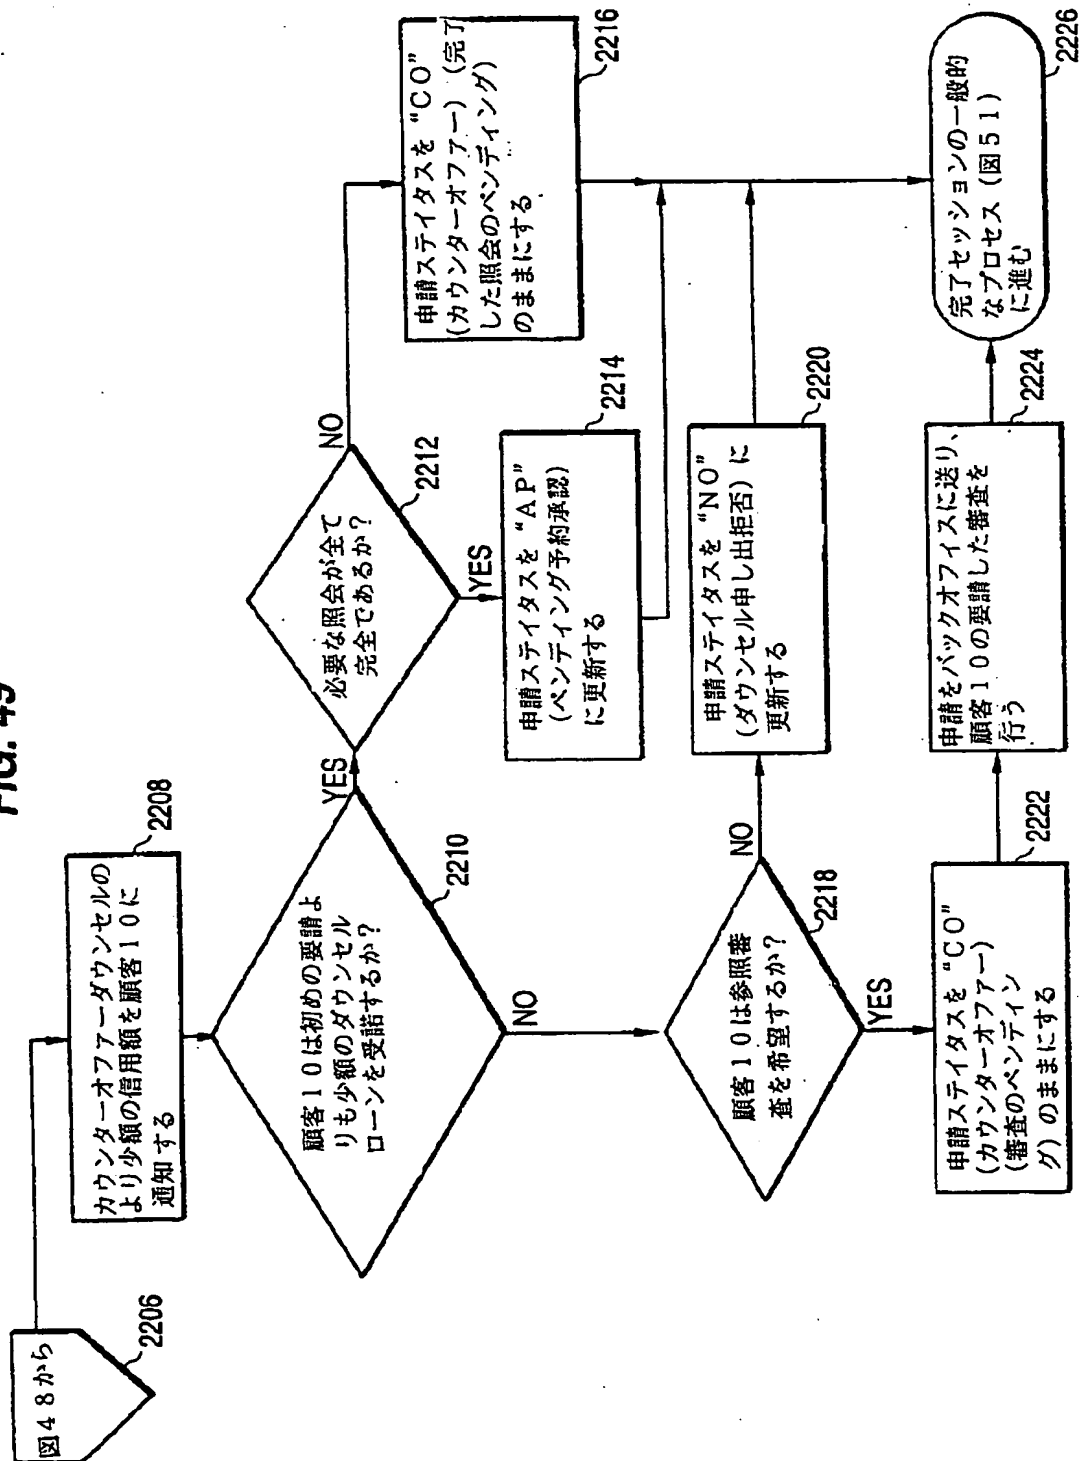 FIG. 49
図48から
2206
カウンターオファーダウンセルの
より少額の信用額を顧客10に
通知する
2208
顧客10は初めの要請よ
りも少額のダウンセル
ローンを受諾するか?
2210
YES
NO
必要な照会が全て
完全であるか?
2212
NO
YES
申請ステイタスを“AP”
(ペンディング予約承認)
に更新する
2214
申請ステイタスを“CO”
(カウンターオファー)(完了
した照会のペンディング)
のままにする
2216
顧客10は参照審
査を希望するか?
2218
NO
YES
申請ステイタスを“NO”
(ダウンセル申し出拒否)に
更新する
2220
申請ステイタスを“CO”
(カウンターオファー)
(審査のペンディン
グ)のままにする
2222
申請をバックオフィスに送り、
顧客10の要請した審査を
行う
2224
完了セッションの一般的
なプロセス(図51)
に進む
2226